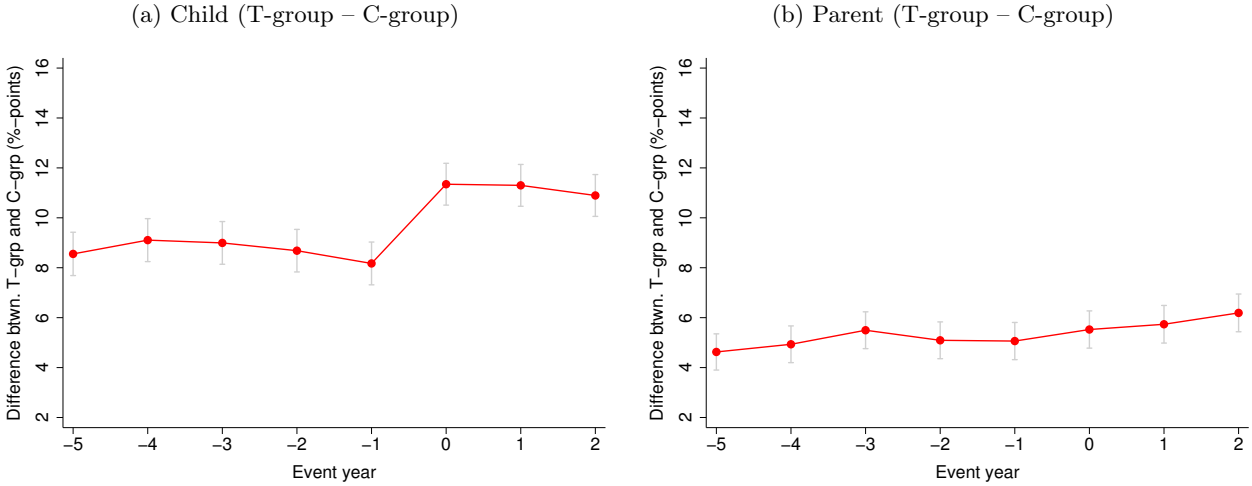 (a) Child (T-group – C-group)
Difference btwn. T−grp and C−grp (%−points)
16
14
12
10
8
6
4
2
−5 −4 −3 −2 −1 0 1 2
Event year
(b) Parent (T-group – C-group)
Difference btwn. T−grp and C−grp (%−points)
16
14
12
10
8
6
4
2
−5 −4 −3 −2 −1 0 1 2
Event year